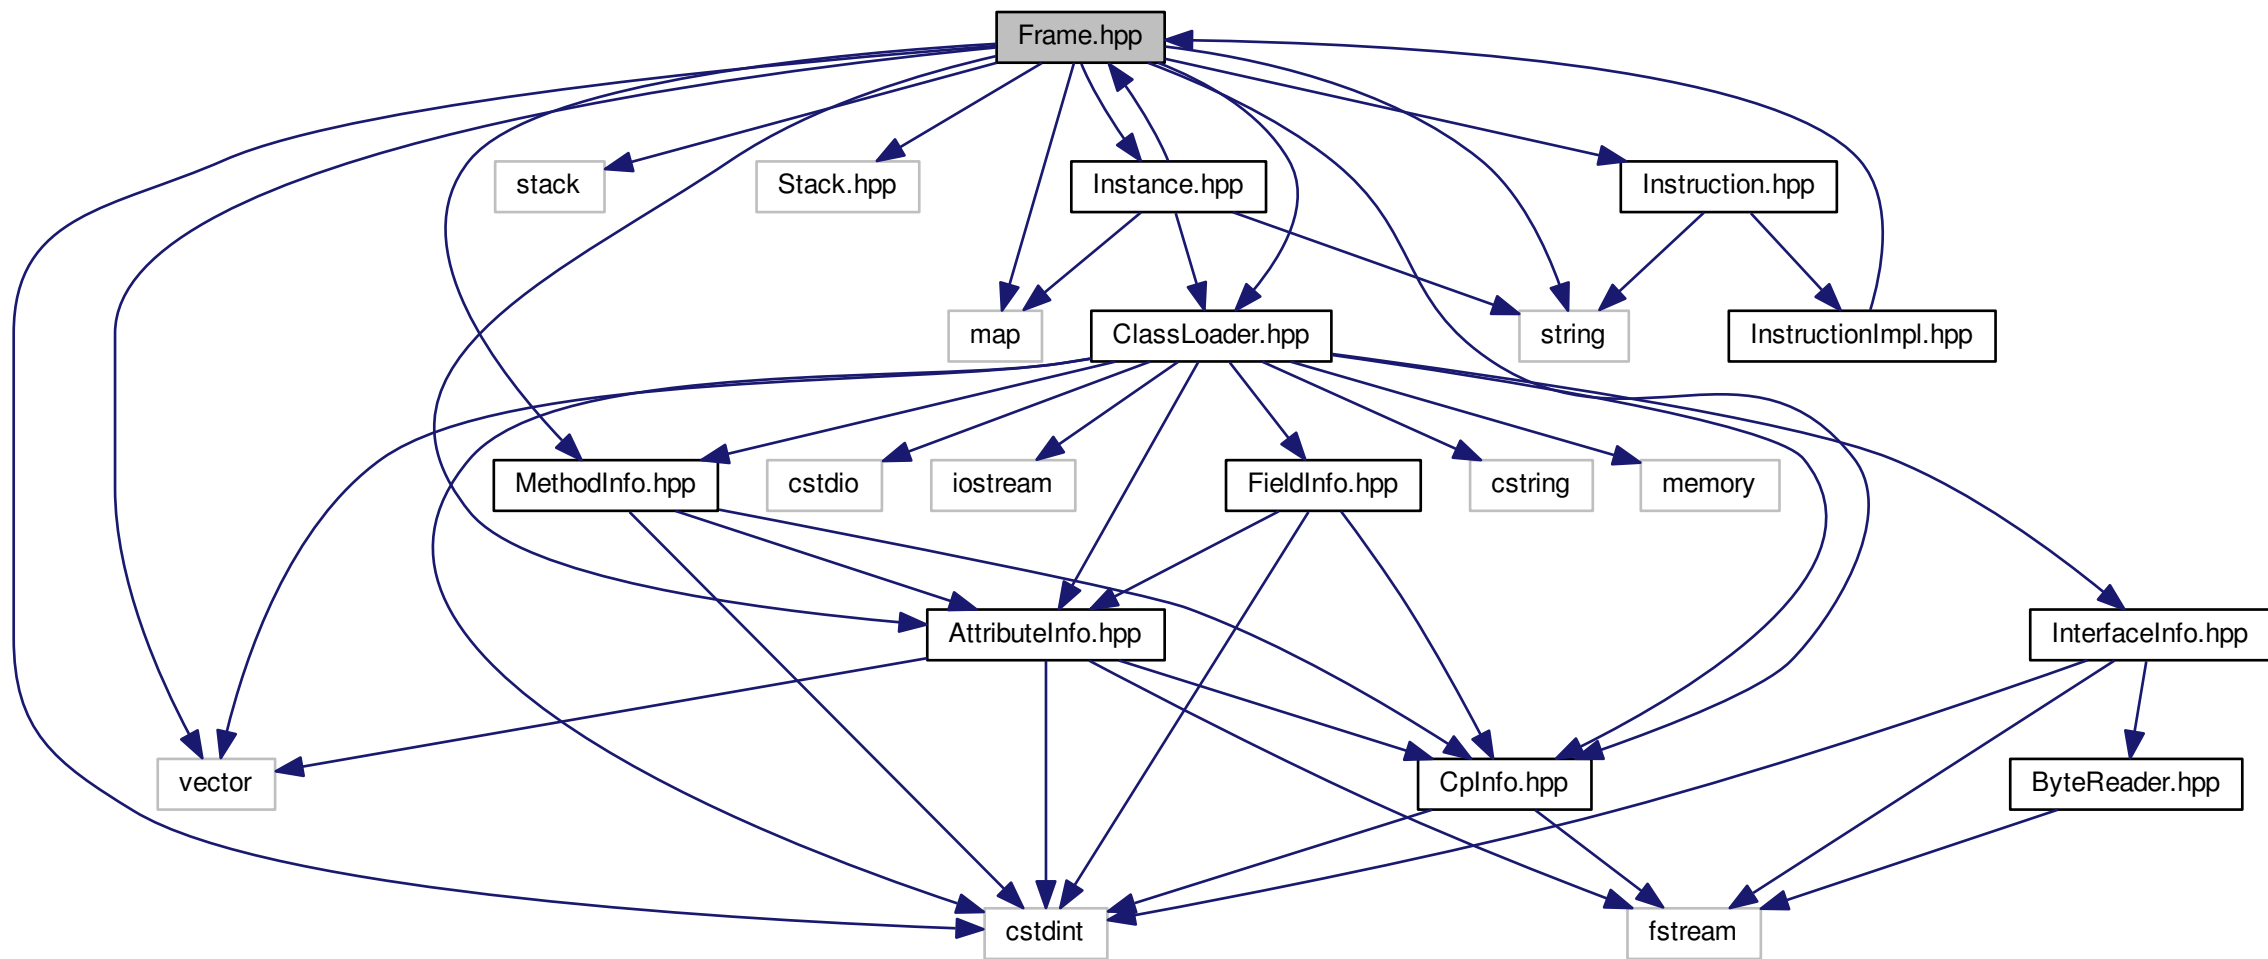 Frame.hpp
stack
Stack.hpp
Instance.hpp
Instruction.hpp
map
ClassLoader.hpp
string
InstructionImpl.hpp
MethodInfo.hpp
cstdio
iostream
FieldInfo.hpp
cstring
memory
AttributeInfo.hpp
InterfaceInfo.hpp
vector
CpInfo.hpp
ByteReader.hpp
cstdint
fstream